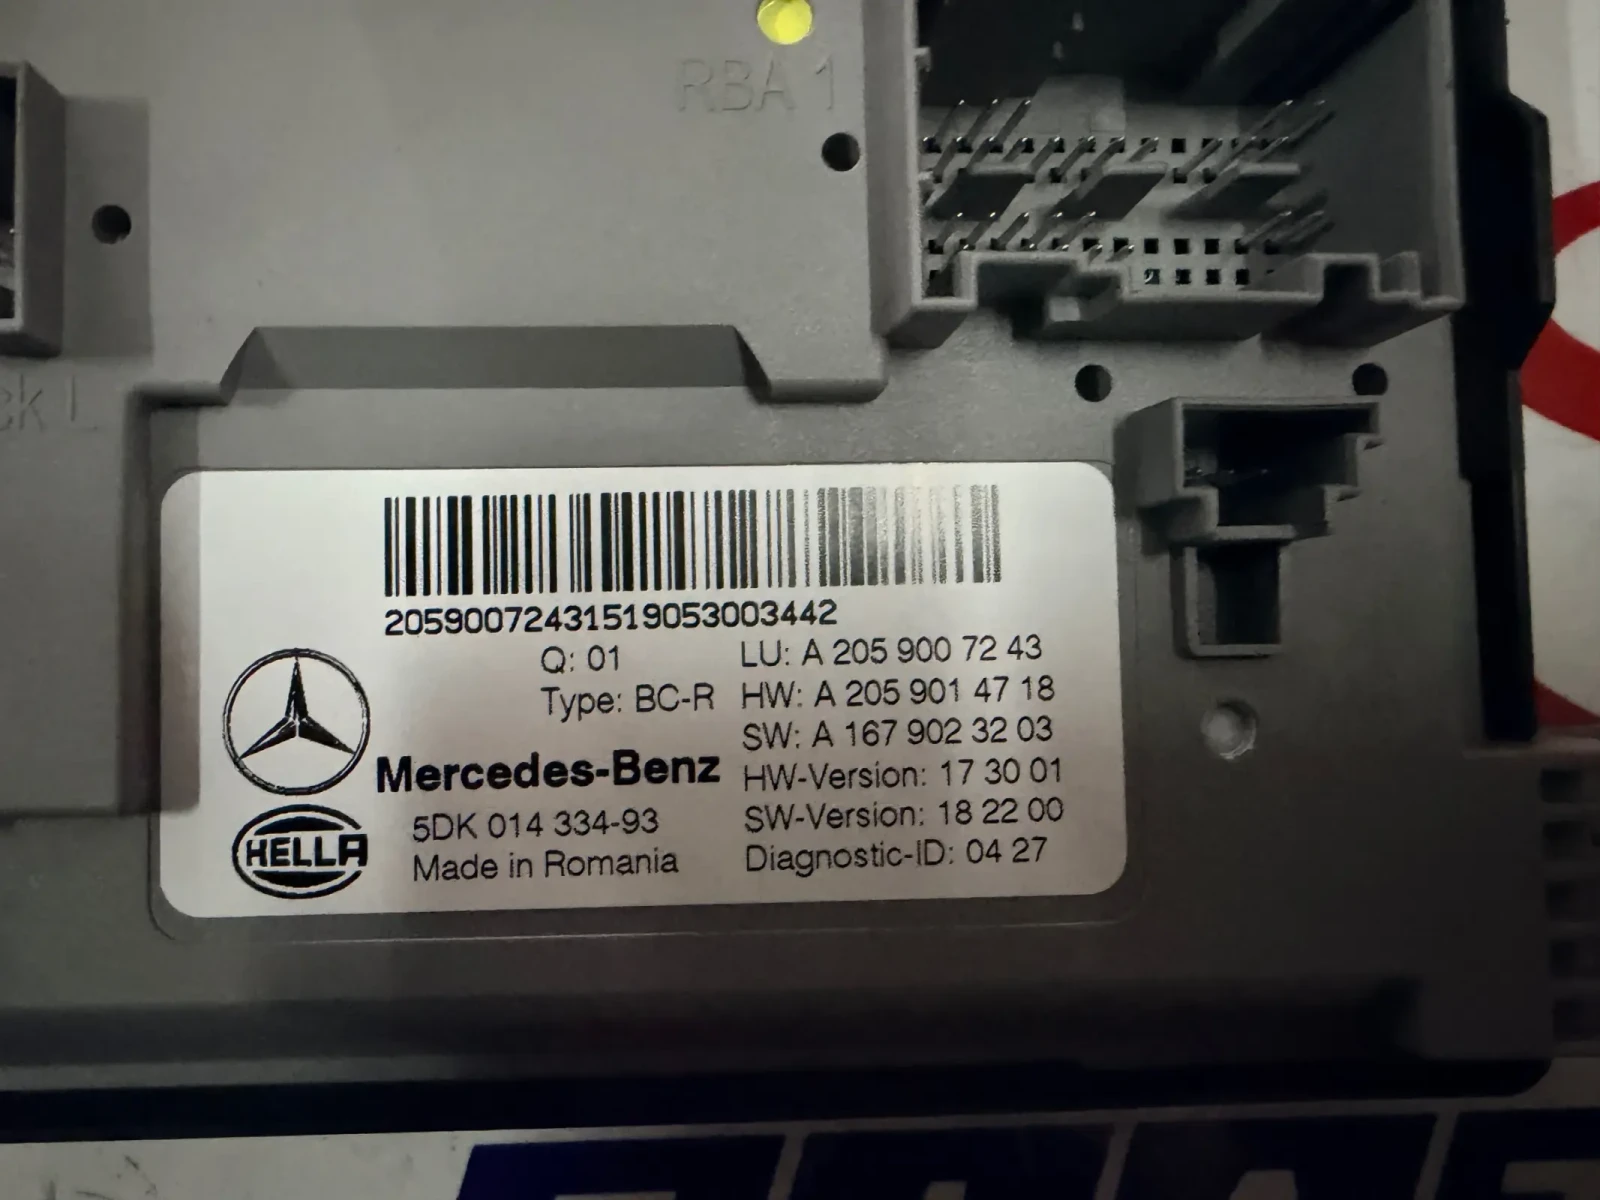 RBA 1
ck L
205900724315190530003442
Q: 01
LU: A 205 900 72 43
Type: BC-R
HW: A 205 901 47 18
SW: A 167 902 32 03
Mercedes-Benz
HW-Version: 17 30 01
5DK 014 334-93
SW-Version: 18 22 00
HELLA
Made in Romania
Diagnostic-ID: 04 27